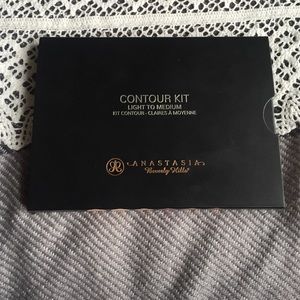 CONTOUR KIT
LIGHT TO MEDIUM
KIT CONTOUR - CLAIRES À MOYENNE
ANASTASIA
Beverly Hills